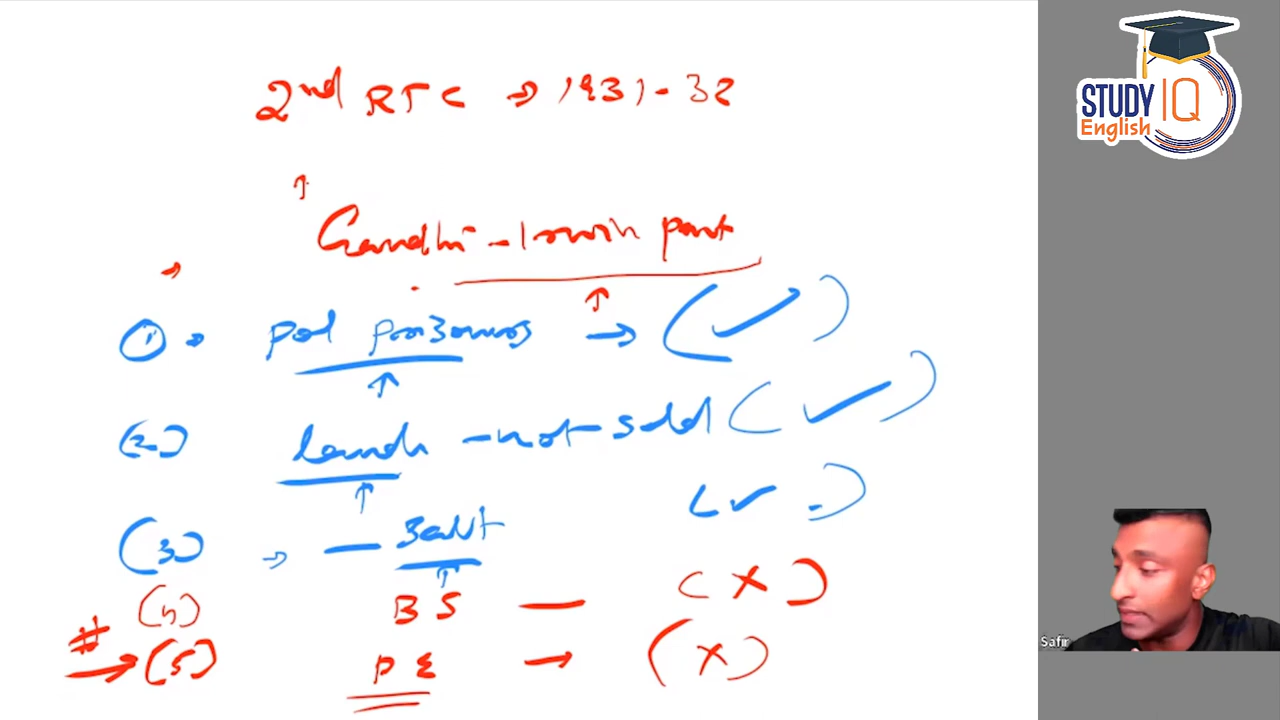 2nd RTC → 1931-32
STUDY IQ
English
↑
Gandhi - Irwin pact
→
↑
① → pol prisoners → (✓)
↑
(2) lands - not - sold (✓)
↑
(3) → — salt (✓)
↑
(4) BS — (X)
# → (5) PE → (X)
Safir